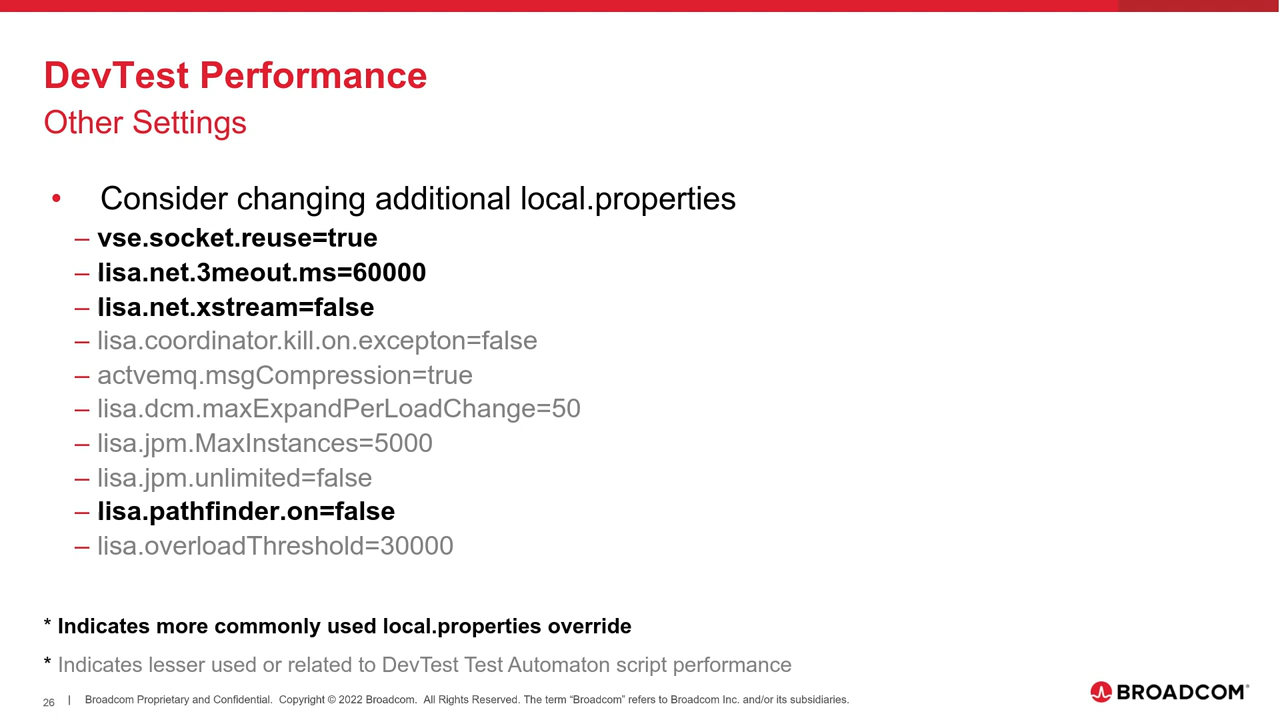 DevTest Performance
Other Settings
• Consider changing additional local.properties
– vse.socket.reuse=true
– lisa.net.3meout.ms=60000
– lisa.net.xstream=false
– lisa.coordinator.kill.on.excepton=false
– actvemq.msgCompression=true
– lisa.dcm.maxExpandPerLoadChange=50
– lisa.jpm.MaxInstances=5000
– lisa.jpm.unlimited=false
– lisa.pathfinder.on=false
– lisa.overloadThreshold=30000
* Indicates more commonly used local.properties override
* Indicates lesser used or related to DevTest Test Automaton script performance
26 | Broadcom Proprietary and Confidential. Copyright © 2022 Broadcom. All Rights Reserved. The term “Broadcom” refers to Broadcom Inc. and/or its subsidiaries.
BROADCOM®